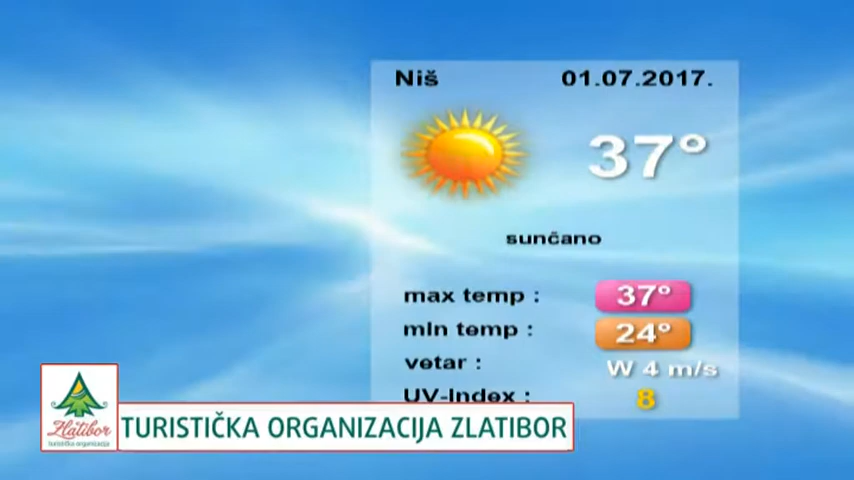 Niš 01.07.2017.
37°
sunčano
max temp : 37°
min temp : 24°
vetar : W 4 m/s
UV-Index : 8
Zlatibor
turistička organizacija
TURISTIČKA ORGANIZACIJA ZLATIBOR